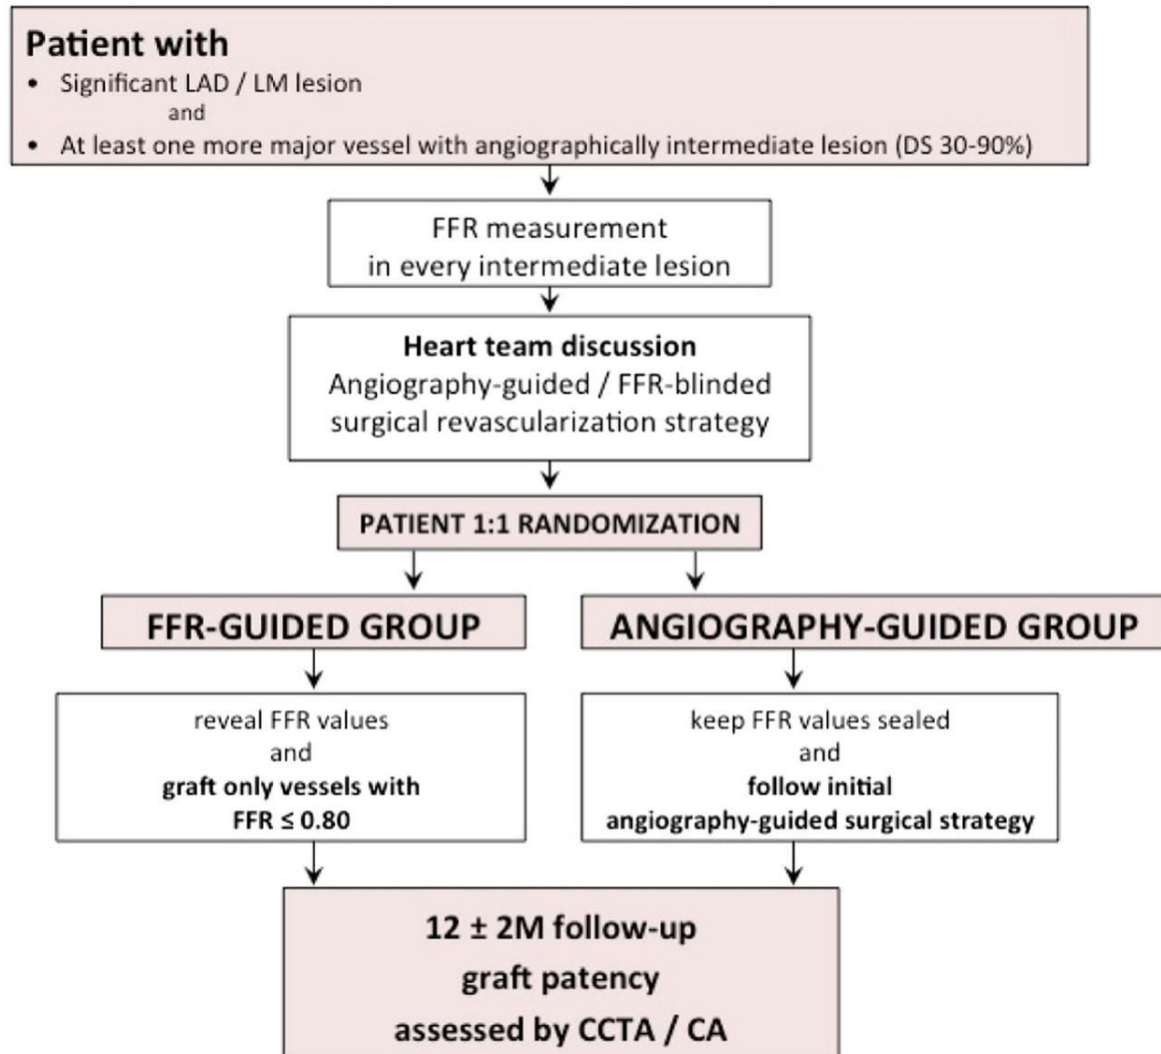 Patient with
• Significant LAD / LM lesion
and
• At least one more major vessel with angiographically intermediate lesion (DS 30-90%)
FFR measurement
in every intermediate lesion
Heart team discussion
Angiography-guided / FFR-blinded
surgical revascularization strategy
PATIENT 1:1 RANDOMIZATION
FFR-GUIDED GROUP
ANGIOGRAPHY-GUIDED GROUP
reveal FFR values
and
graft only vessels with
FFR ≤ 0.80
keep FFR values sealed
and
follow initial
angiography-guided surgical strategy
12 ± 2M follow-up
graft patency
assessed by CCTA / CA